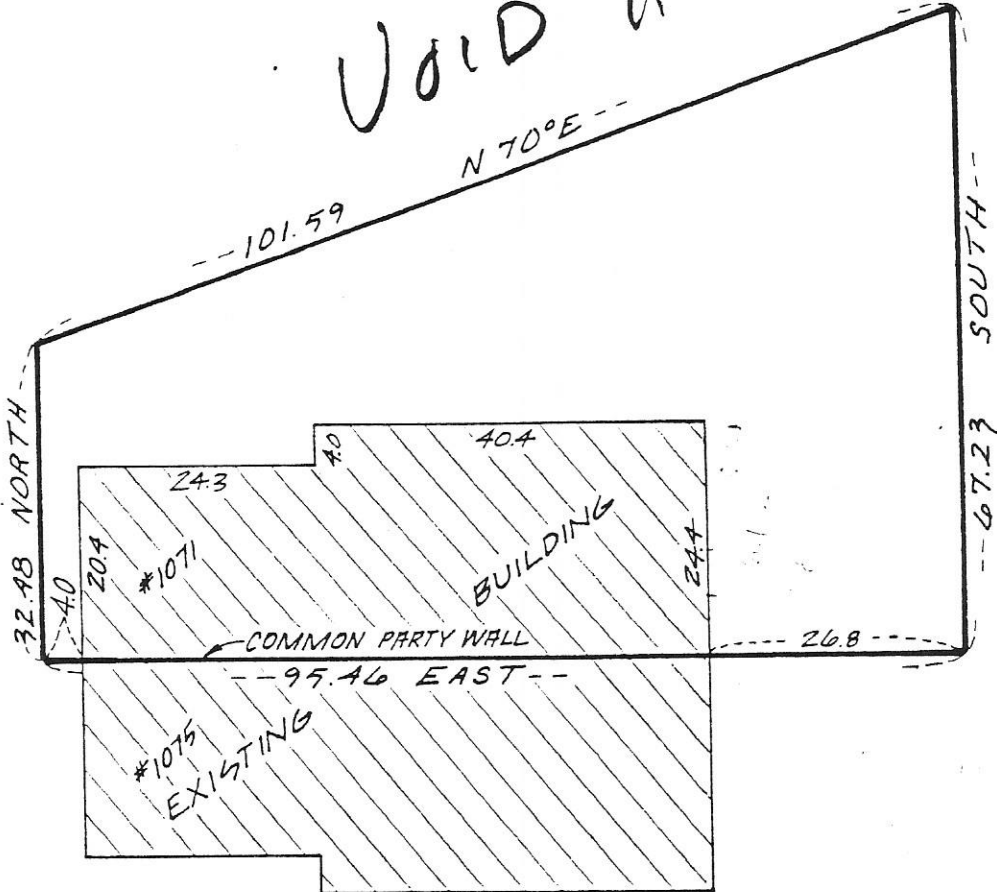 VOID
--101.59
N 70°E--
--67.23 SOUTH--
32.48 NORTH--
40.4
4.0
24.3
20.4
24.4
#1071
BUILDING
4.0
COMMON PARTY WALL
26.8
--95.46 EAST--
#1075
EXISTING